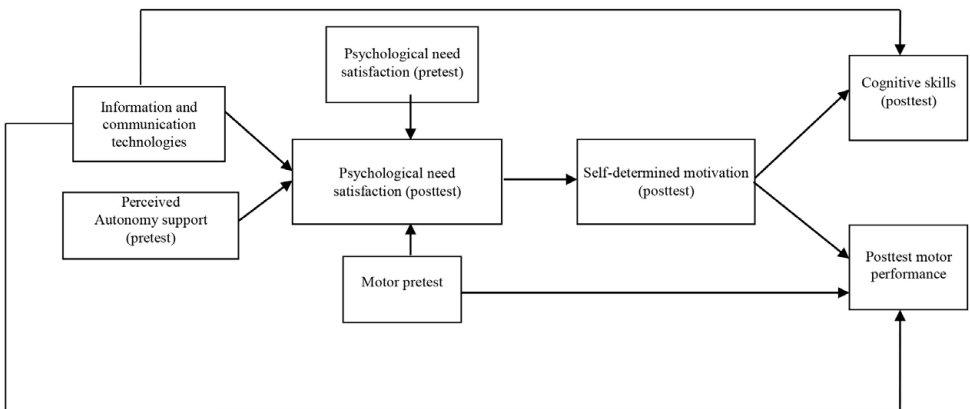 Psychological need
satisfaction (pretest)
Cognitive skills
(posttest)
Information and
communication
technologies
Psychological need
satisfaction (posttest)
Self-determined motivation
(posttest)
Perceived
Autonomy support
(pretest)
Motor pretest
Posttest motor
performance